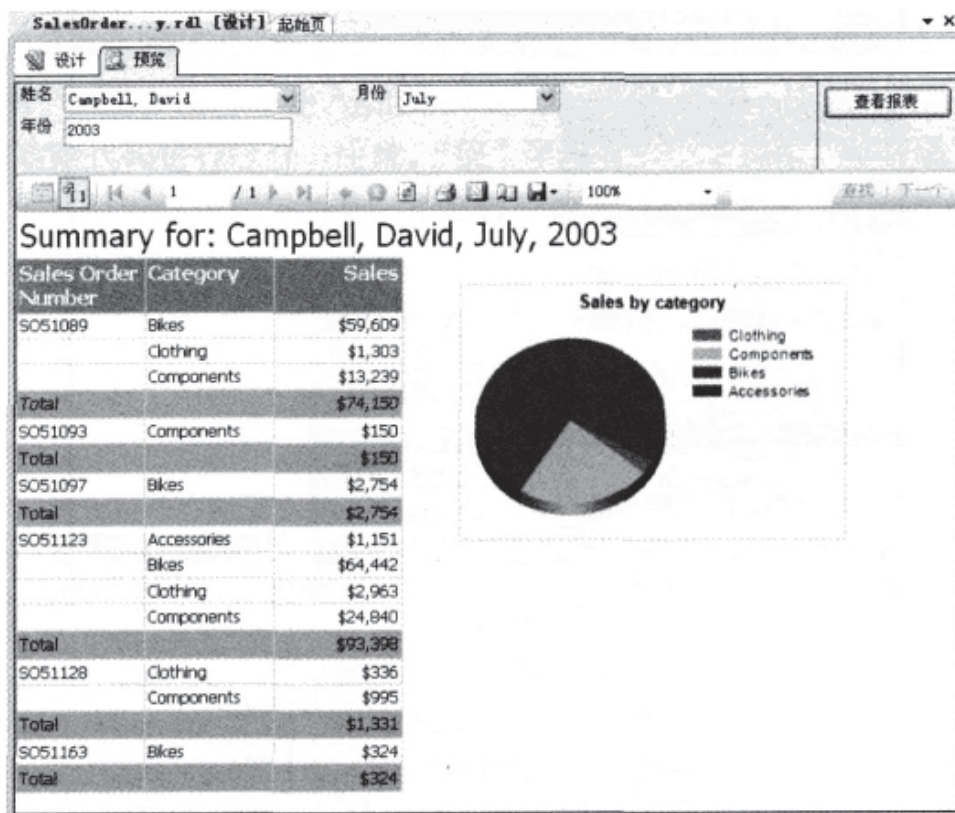 SalesOrder...y.rdl [设计] 起始页
设计 预览
姓名 Campbell, David 月份 July 查看报表
年份 2003
1 / 1 100% 查找 | 下一个
Summary for: Campbell, David, July, 2003
Sales Order Number Category Sales
SO51089 Bikes $59,609
Clothing $1,303
Components $13,239
Total $74,150
SO51093 Components $150
Total $150
SO51097 Bikes $2,754
Total $2,754
SO51123 Accessories $1,151
Bikes $64,442
Clothing $2,963
Components $24,840
Total $93,398
SO51128 Clothing $336
Components $995
Total $1,331
SO51163 Bikes $324
Total $324
Sales by category
Clothing
Components
Bikes
Accessories